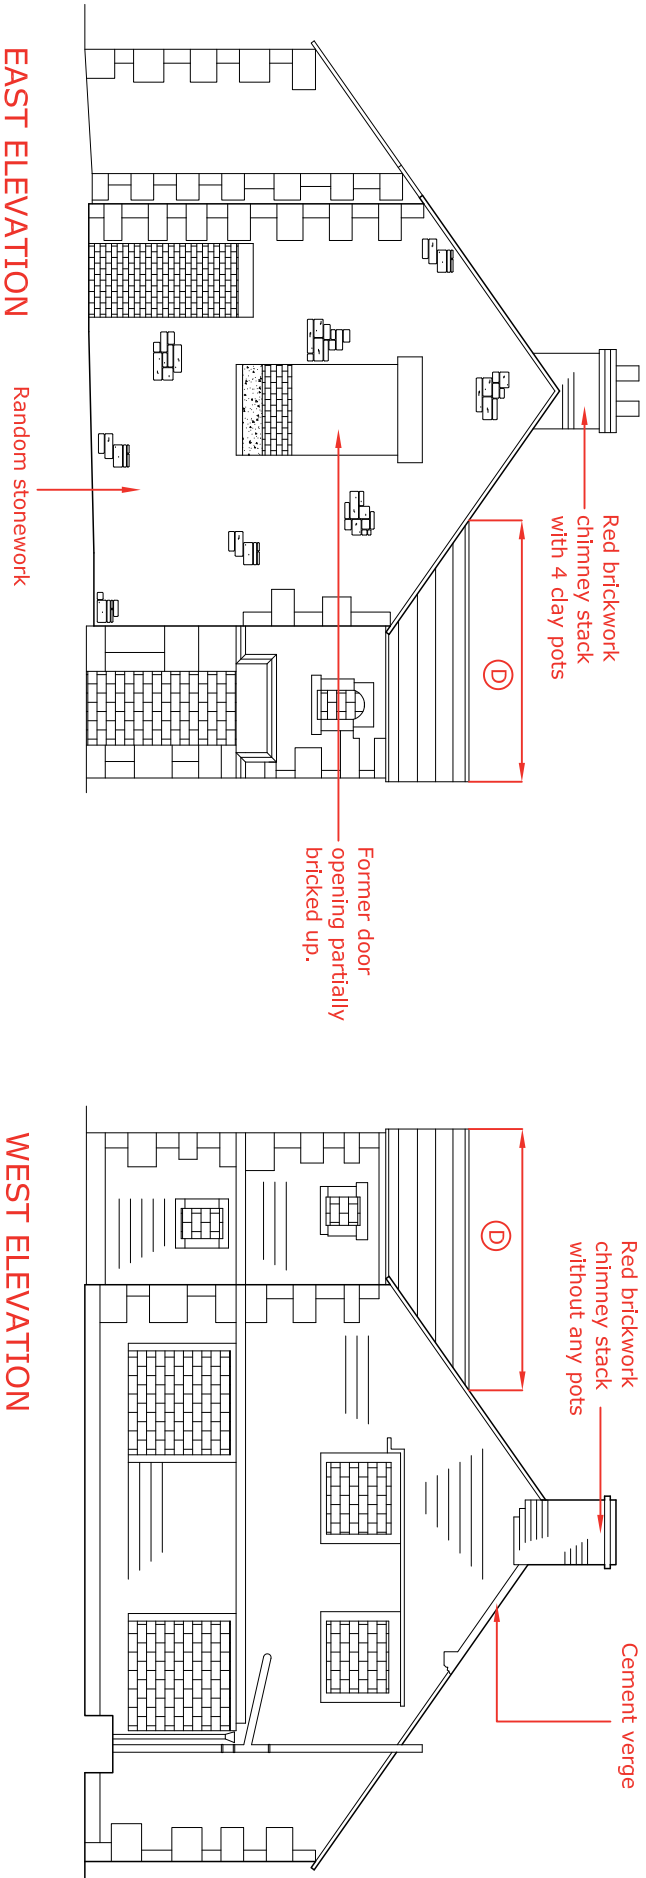 Red brickwork
chimney stack
with 4 clay pots
D
Former door
opening partially
bricked up.
Random stonework
EAST ELEVATION
Red brickwork
chimney stack
without any pots
D
Cement verge
WEST ELEVATION